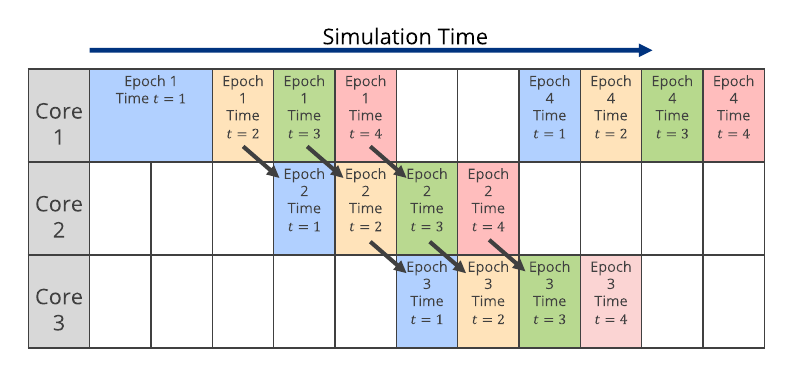 Simulation Time
Core
1
Epoch 1
Time t = 1
Epoch
1
Time
t = 2
Epoch
1
Time
t = 3
Epoch
1
Time
t = 4
Epoch
4
Time
t = 1
Epoch
4
Time
t = 2
Epoch
4
Time
t = 3
Epoch
4
Time
t = 4
Core
2
Epoch
2
Time
t = 1
Epoch
2
Time
t = 2
Epoch
2
Time
t = 3
Epoch
2
Time
t = 4
Core
3
Epoch
3
Time
t = 1
Epoch
3
Time
t = 2
Epoch
3
Time
t = 3
Epoch
3
Time
t = 4